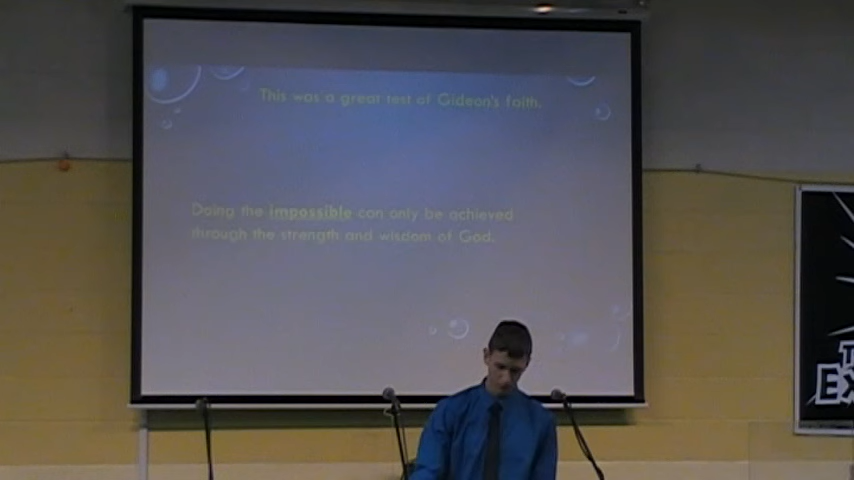 This was a great test of Gideon's faith.
Doing the impossible can only be achieved
through the strength and wisdom of God.